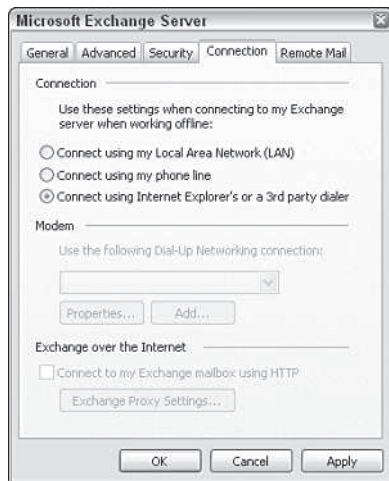 Microsoft Exchange Server
General Advanced Security Connection Remote Mail
Connection
Use these settings when connecting to my Exchange
server when working offline:
Connect using my Local Area Network (LAN)
Connect using my phone line
Connect using Internet Explorer's or a 3rd party dialer
Modem
Use the following Dial-Up Networking connection:
Properties... Add...
Exchange over the Internet
Connect to my Exchange mailbox using HTTP
Exchange Proxy Settings...
OK Cancel Apply